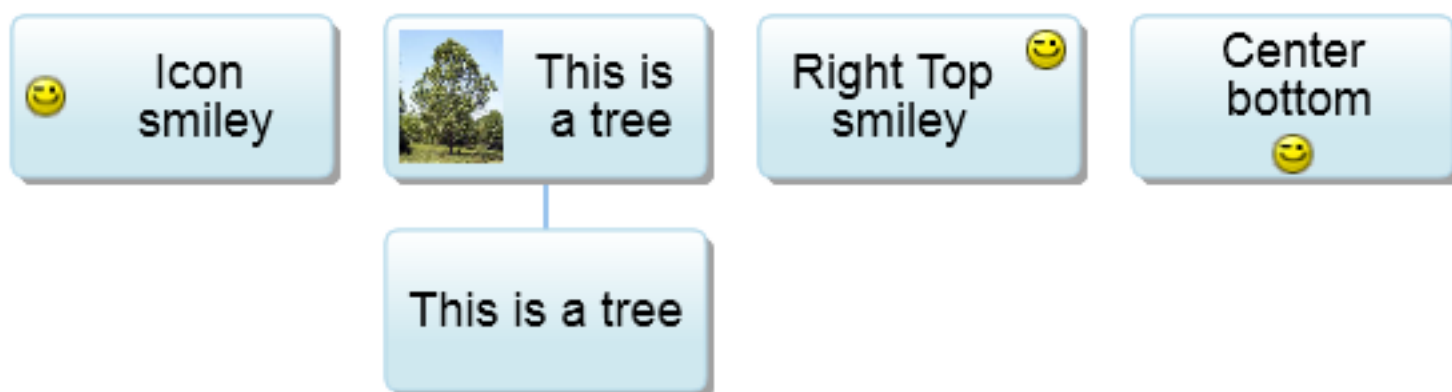 Icon
smiley
This is
a tree
Right Top
smiley
Center
bottom
This is a tree